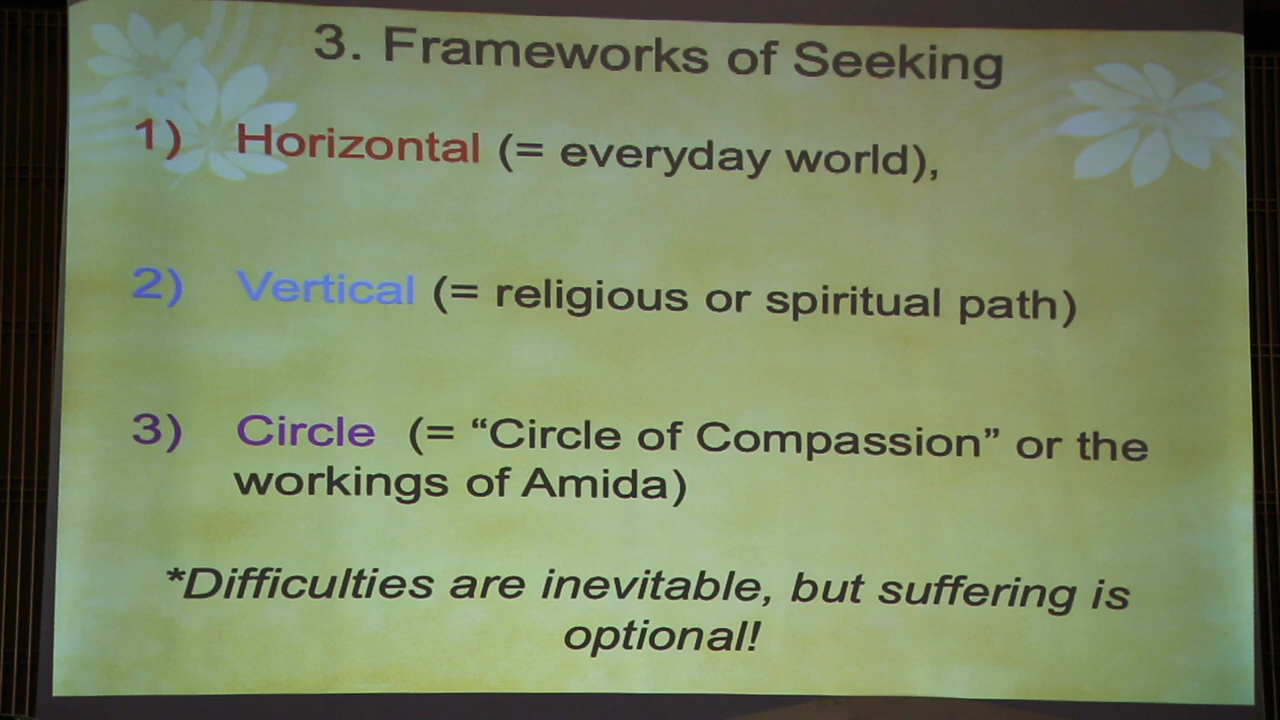 3. Frameworks of Seeking
1) Horizontal (= everyday world),
2) Vertical (= religious or spiritual path)
3) Circle (= “Circle of Compassion” or the
workings of Amida)
*Difficulties are inevitable, but suffering is
optional!